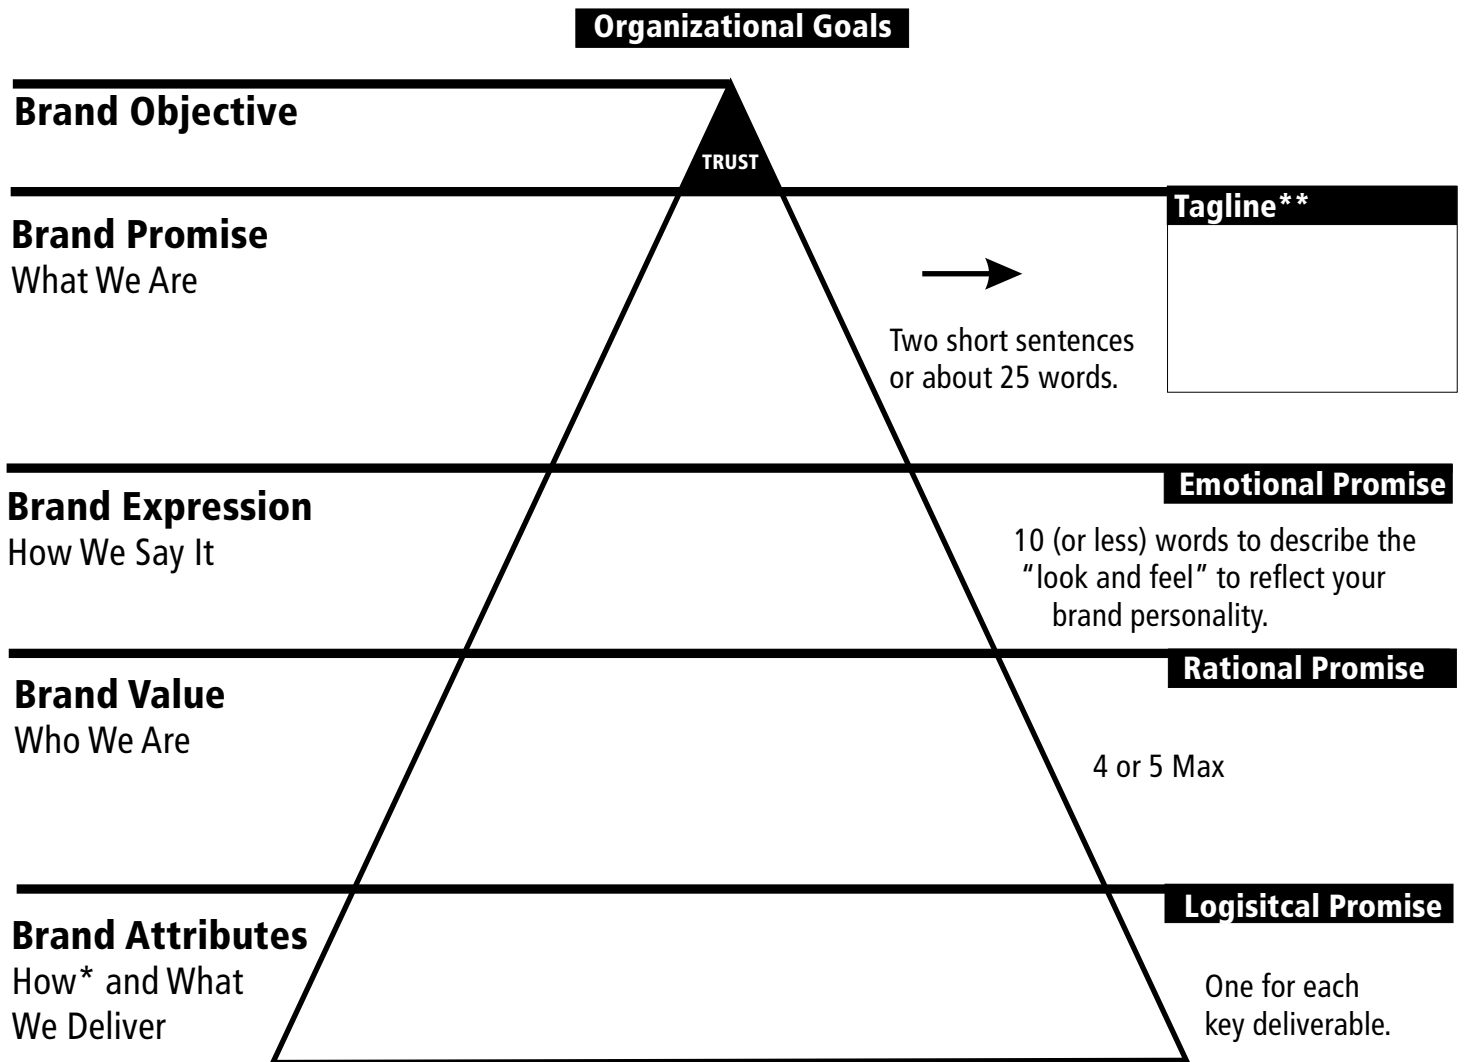 Organizational Goals
Brand Objective
TRUST
Brand Promise
What We Are
Tagline**
Two short sentences
or about 25 words.
Brand Expression
How We Say It
Emotional Promise
10 (or less) words to describe the
"look and feel" to reflect your
brand personality.
Brand Value
Who We Are
Rational Promise
4 or 5 Max
Brand Attributes
How* and What
We Deliver
Logisitcal Promise
One for each
key deliverable.